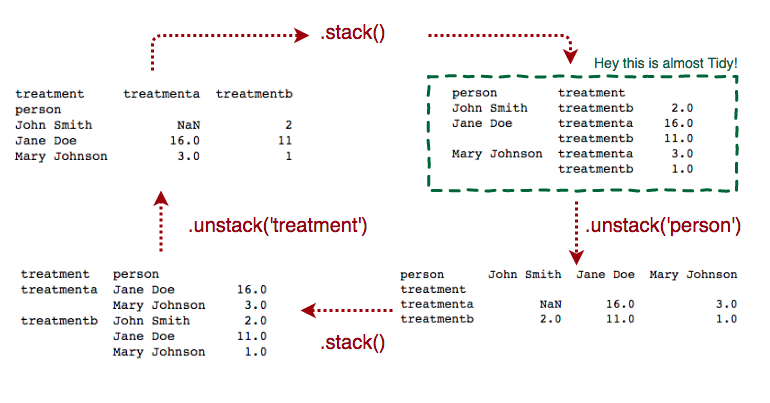 .stack()
Hey this is almost Tidy!
treatment treatmenta treatmentb
person
John Smith NaN 2
Jane Doe 16.0 11
Mary Johnson 3.0 1
person treatment
John Smith treatmentb 2.0
Jane Doe treatmenta 16.0
treatmentb 11.0
Mary Johnson treatmenta 3.0
treatmentb 1.0
.unstack('treatment')
.unstack('person')
treatment person
treatmenta Jane Doe 16.0
Mary Johnson 3.0
treatmentb John Smith 2.0
Jane Doe 11.0
Mary Johnson 1.0
person John Smith Jane Doe Mary Johnson
treatment
treatmenta NaN 16.0 3.0
treatmentb 2.0 11.0 1.0
.stack()